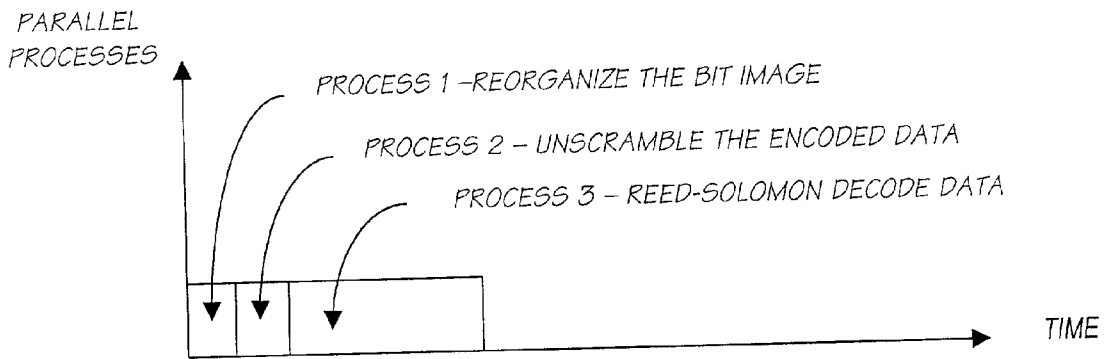 PARALLEL
PROCESSES
PROCESS 1 –REORGANIZE THE BIT IMAGE
PROCESS 2 – UNSCRAMBLE THE ENCODED DATA
PROCESS 3 – REED-SOLOMON DECODE DATA
TIME